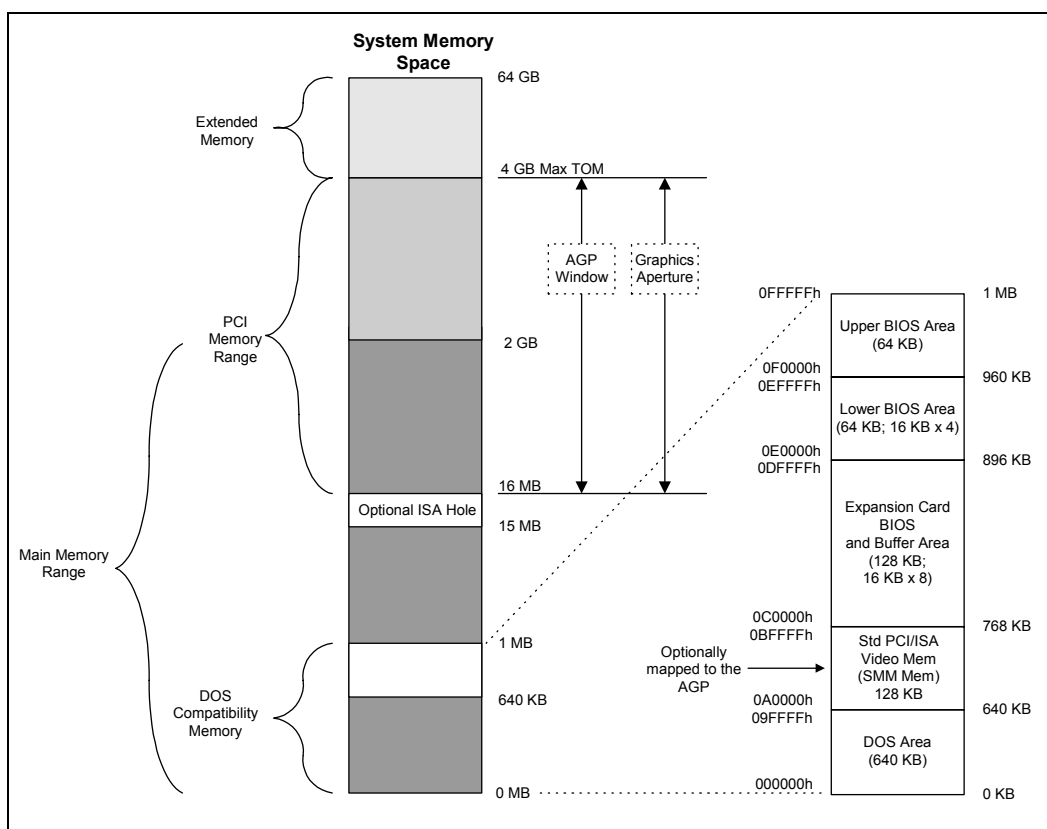 System Memory
Space
64 GB
Extended
Memory
4 GB Max TOM
AGP
Window
Graphics
Aperture
PCI
Memory
Range
2 GB
16 MB
Optional ISA Hole
15 MB
Main Memory
Range
1 MB
DOS
Compatibility
Memory
640 KB
0 MB
0FFFFFh
1 MB
Upper BIOS Area
(64 KB)
0F0000h
0EFFFFh
960 KB
Lower BIOS Area
(64 KB; 16 KB x 4)
0E0000h
0DFFFFh
896 KB
Expansion Card
BIOS
and Buffer Area
(128 KB;
16 KB x 8)
0C0000h
0BFFFFh
768 KB
Optionally
mapped to the
AGP
Std PCI/ISA
Video Mem
(SMM Mem)
128 KB
0A0000h
09FFFFh
640 KB
DOS Area
(640 KB)
000000h
0 KB